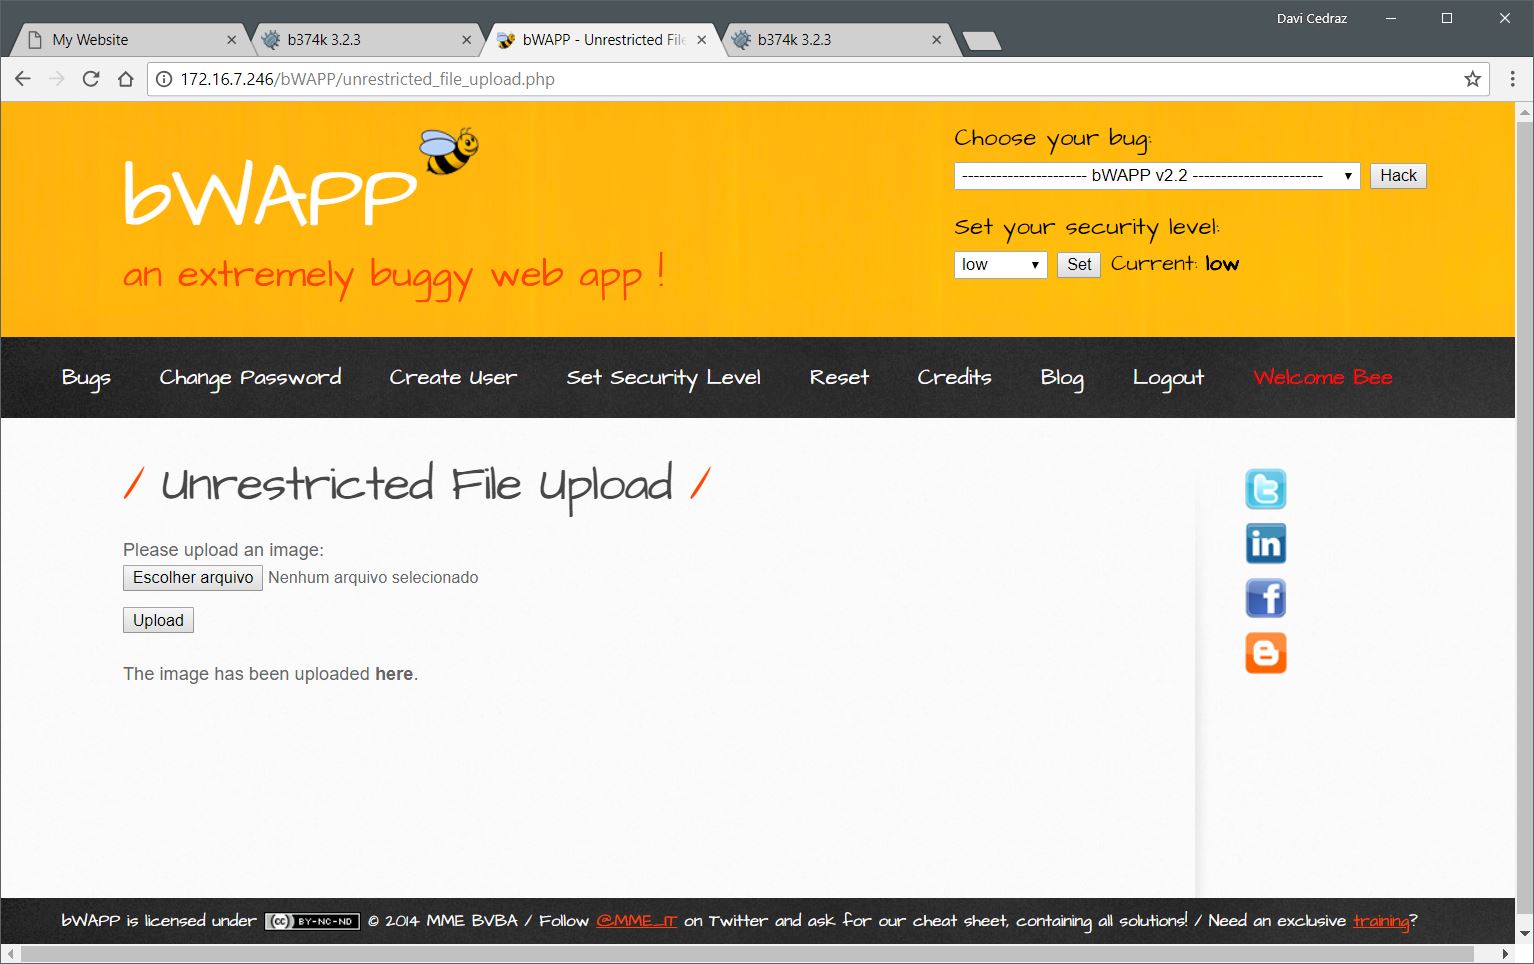 Davi Cedraz
My Website
b374k 3.2.3
bWAPP - Unrestricted File
b374k 3.2.3
172.16.7.246/bWAPP/unrestricted_file_upload.php
bWAPP
an extremely buggy web app !
Choose your bug:
---------------------- bWAPP v2.2 -----------------------
Hack
Set your security level:
low
Set
Current: low
Bugs
Change Password
Create User
Set Security Level
Reset
Credits
Blog
Logout
Welcome Bee
/ Unrestricted File Upload /
Please upload an image:
Escolher arquivo Nenhum arquivo selecionado
Upload
The image has been uploaded here.
bWAPP is licensed under (cc) BY-NC-ND © 2014 MME BVBA / Follow @MME_IT on Twitter and ask for our cheat sheet, containing all solutions! / Need an exclusive training?